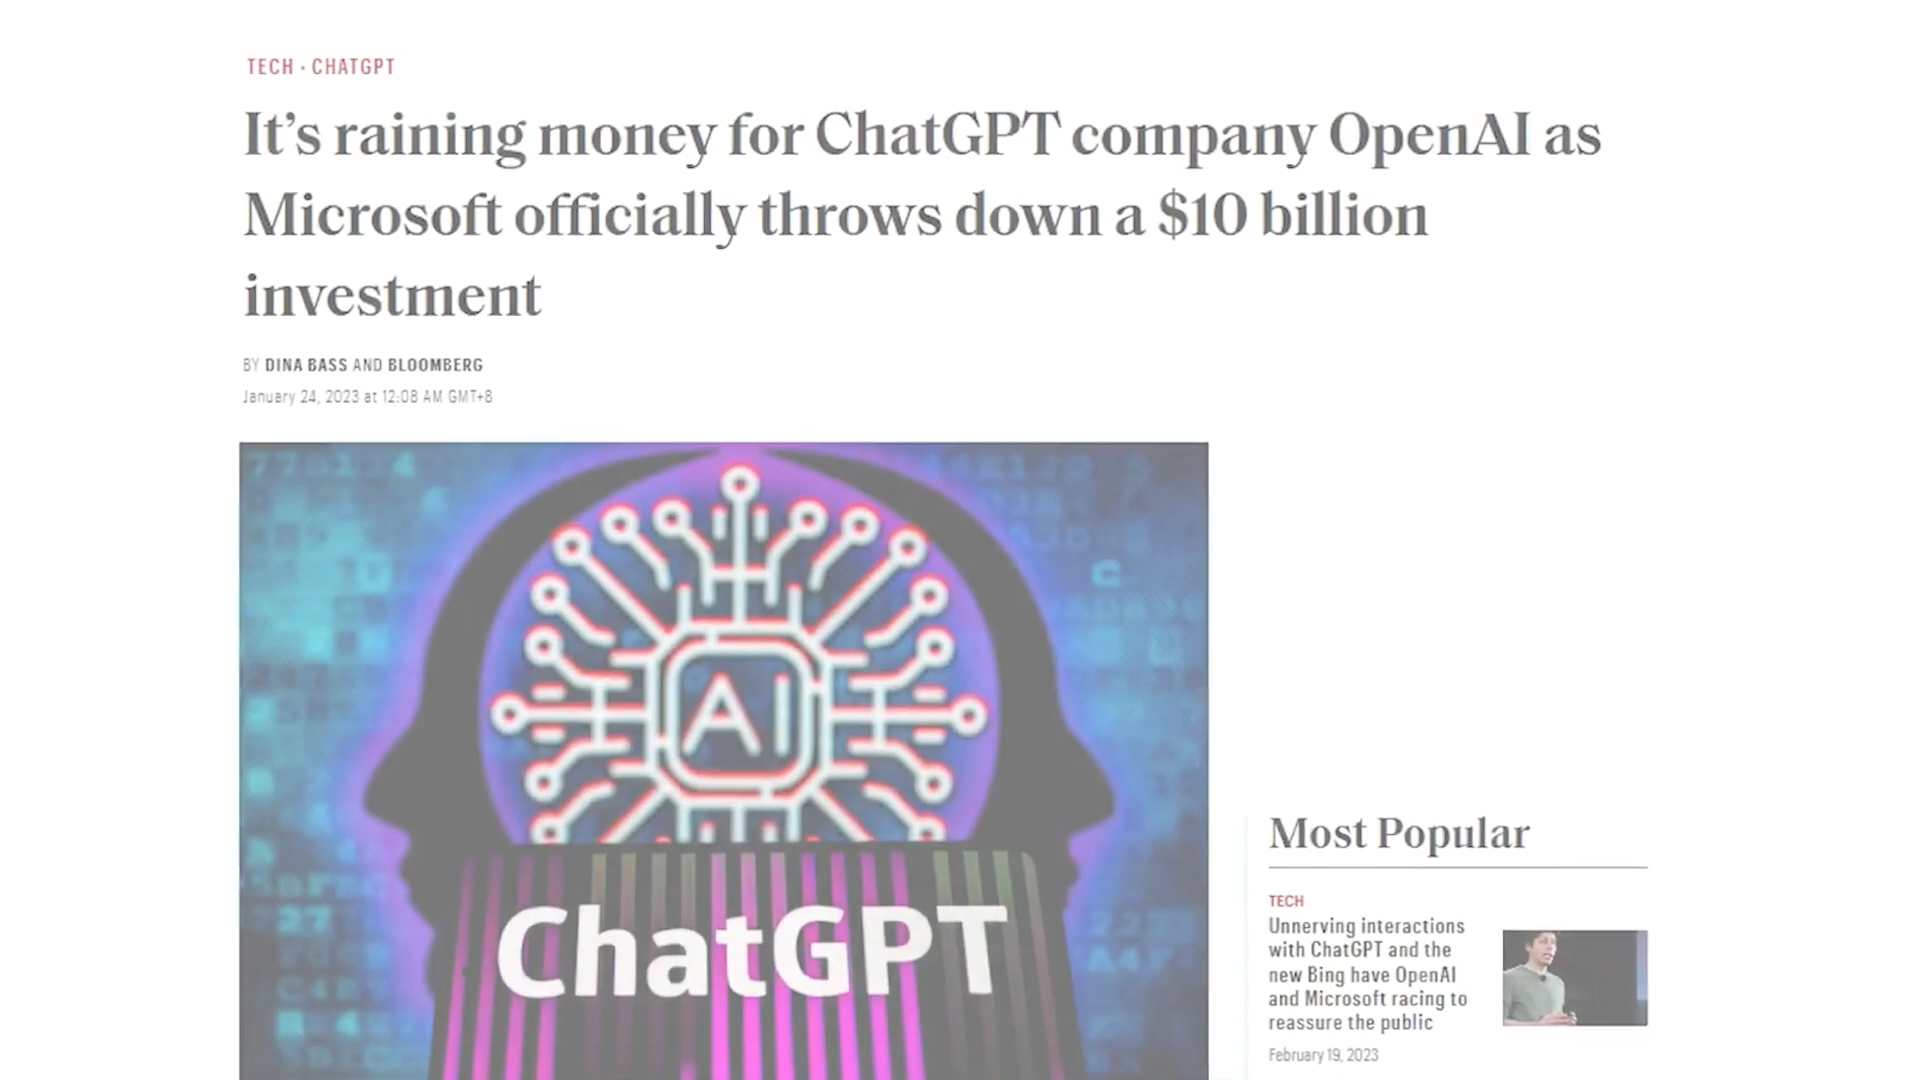 TECH · CHATGPT
It’s raining money for ChatGPT company OpenAI as
Microsoft officially throws down a $10 billion
investment
BY DINA BASS AND BLOOMBERG
January 24, 2023 at 12:08 AM GMT+8
AI
ChatGPT
Most Popular
TECH
Unnerving interactions
with ChatGPT and the
new Bing have OpenAI
and Microsoft racing to
reassure the public
February 19, 2023